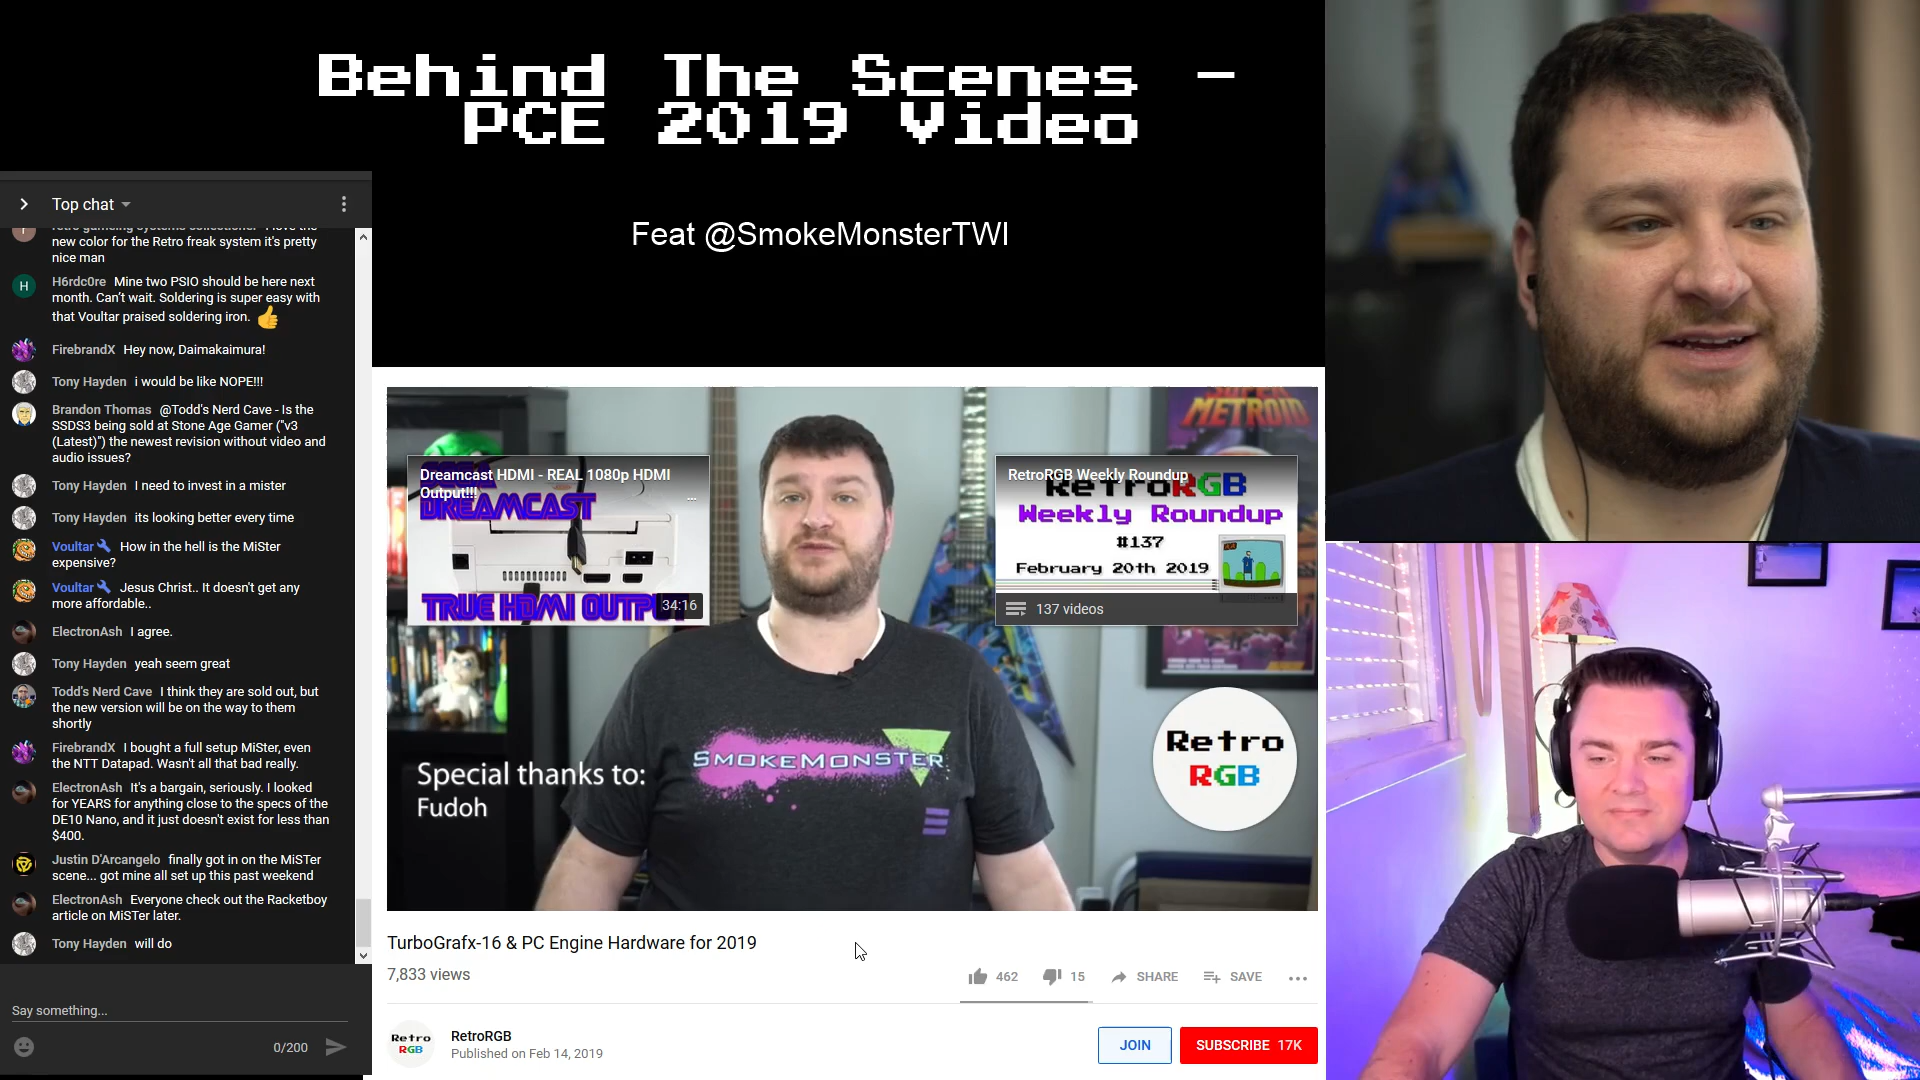 Behind The Scenes -
PCE 2019 Video
Feat @SmokeMonsterTWI
Top chat
new color for the Retro freak system it's pretty
nice man
H
H6rdc0re Mine two PSIO should be here next
month. Can't wait. Soldering is super easy with
that Voultar praised soldering iron.
FirebrandX Hey now, Daimakaimura!
Tony Hayden i would be like NOPE!!!
Brandon Thomas @Todd's Nerd Cave - Is the
SSDS3 being sold at Stone Age Gamer ("v3
(Latest)") the newest revision without video and
audio issues?
Tony Hayden I need to invest in a mister
Tony Hayden its looking better every time
Voultar How in the hell is the MiSter
expensive?
Voultar Jesus Christ.. It doesn't get any
more affordable..
ElectronAsh I agree.
Tony Hayden yeah seem great
Todd's Nerd Cave I think they are sold out, but
the new version will be on the way to them
shortly
FirebrandX I bought a full setup MiSter, even
the NTT Datapad. Wasn't all that bad really.
ElectronAsh It's a bargain, seriously. I looked
for YEARS for anything close to the specs of the
DE10 Nano, and it just doesn't exist for less than
$400.
Justin D'Arcangelo finally got in on the MiSTer
scene... got mine all set up this past weekend
ElectronAsh Everyone check out the Racketboy
article on MiSTer later.
Tony Hayden will do
Say something...
0/200
Dreamcast HDMI - REAL 1080p HDMI
Output!!!
...
SEGA
DREAMCAST
TRUE HDMI OUTPUT
34:16
SUPER
METROID
RetroRGB Weekly Roundup
RetroRGB
Weekly Roundup
#137
February 20th 2019
137 videos
SMOKEMONSTER
Special thanks to:
Fudoh
Retro
RGB
TurboGrafx-16 & PC Engine Hardware for 2019
7,833 views
462
15
SHARE
SAVE
Retro
RGB
RetroRGB
Published on Feb 14, 2019
JOIN
SUBSCRIBE 17K